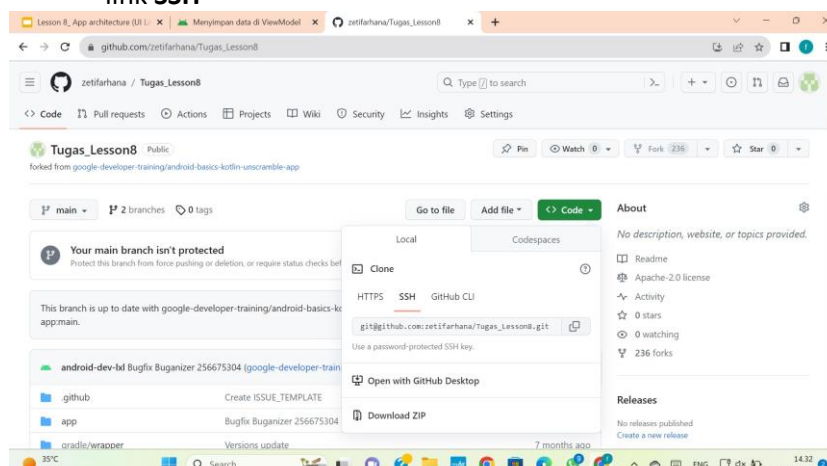 link SSH
Lesson 8_ App architecture (UI L
Menyimpan data di ViewModel
zetifarhana/Tugas_Lesson8
github.com/zetifarhana/Tugas_Lesson8
zetifarhana / Tugas_Lesson8
Type / to search
Code Pull requests Actions Projects Wiki Security Insights Settings
Tugas_Lesson8 Public
Pin Watch 0 Fork 236 Star 0
forked from google-developer-training/android-basics-kotlin-unscramble-app
main 2 branches 0 tags Go to file Add file Code
About
No description, website, or topics provided.
Local Codespaces
Your main branch isn't protected
Protect this branch from force pushing or deletion, or require status checks bef
Clone
HTTPS SSH GitHub CLI
This branch is up to date with google-developer-training/android-basics-ko
app:main.
git@github.com:zetifarhana/Tugas_Lesson8.git
Use a password-protected SSH key.
Open with GitHub Desktop
Download ZIP
Readme
Apache-2.0 license
Activity
0 stars
0 watching
236 forks
android-dev-lxl Bugfix Buganizer 256675304 (google-developer-train
.github Create ISSUE_TEMPLATE
app Bugfix Buganizer 256675304
gradle/wrapper Versions update 7 months ago
Releases
No releases published
Create a new release
35°C
Search
ENG
14.32